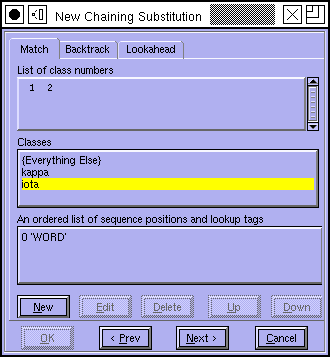 New Chaining Substitution
Match Backtrack Lookahead
List of class numbers
1 2
Classes
{Everything Else}
kappa
iota
An ordered list of sequence positions and lookup tags
0 'WORD'
New Edit Delete Up Down
OK < Prev Next > Cancel